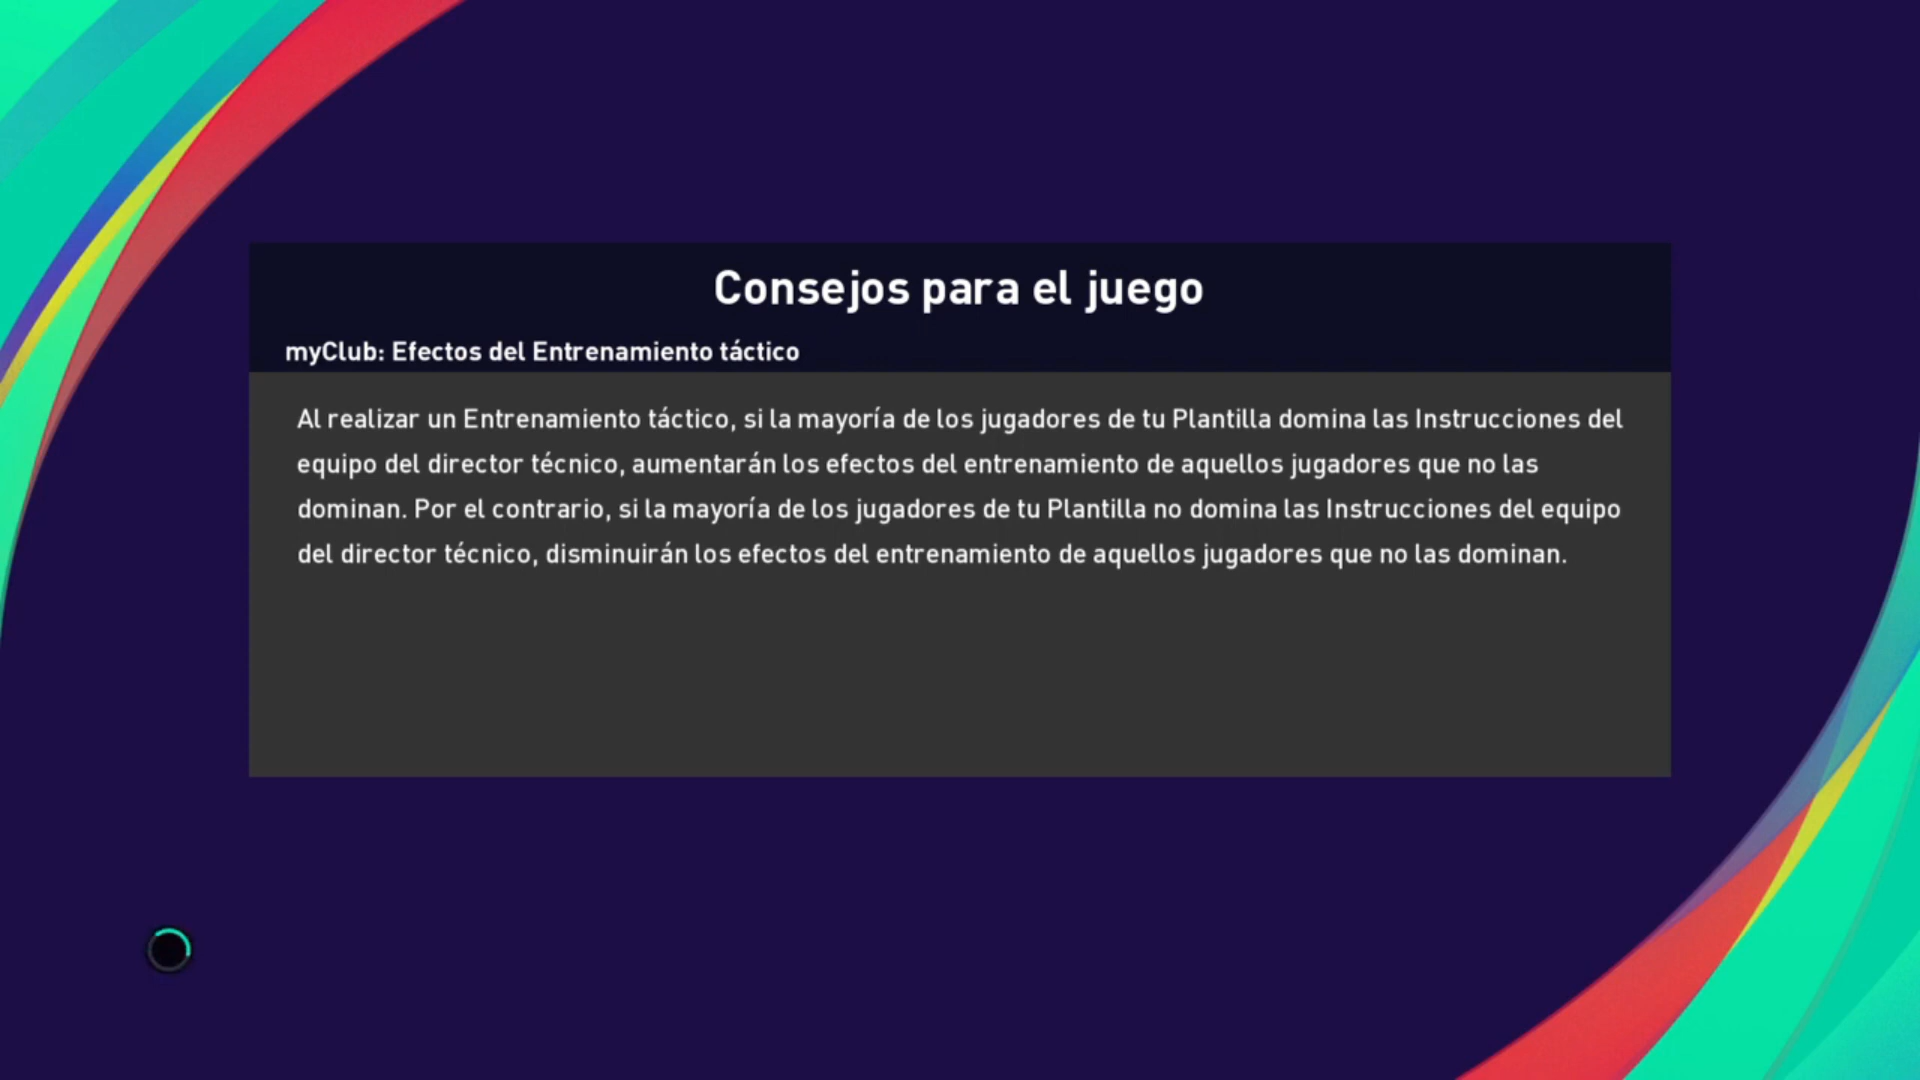 Consejos para el juego
myClub: Efectos del Entrenamiento táctico
Al realizar un Entrenamiento táctico, si la mayoría de los jugadores de tu Plantilla domina las Instrucciones del
equipo del director técnico, aumentarán los efectos del entrenamiento de aquellos jugadores que no las
dominan. Por el contrario, si la mayoría de los jugadores de tu Plantilla no domina las Instrucciones del equipo
del director técnico, disminuirán los efectos del entrenamiento de aquellos jugadores que no las dominan.